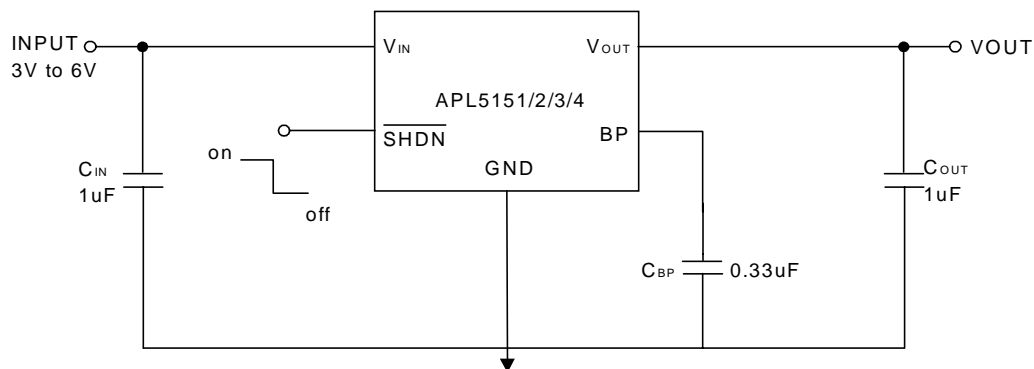 INPUT
3V to 6V
VIN
VOUT
VOUT
APL5151/2/3/4
SHDN
BP
on
off
GND
CIN
1uF
COUT
1uF
CBP
0.33uF